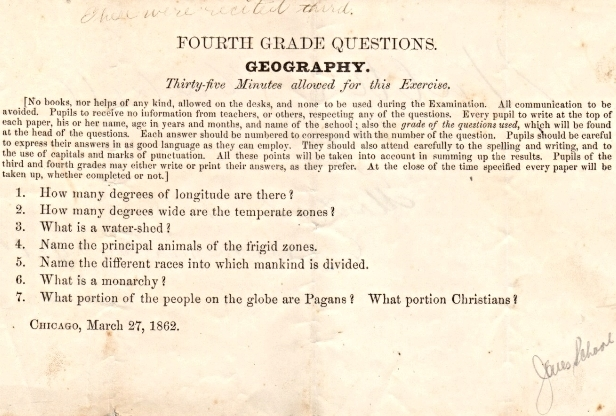 These were recited third.
FOURTH GRADE QUESTIONS.
GEOGRAPHY.
Thirty-five Minutes allowed for this Exercise.
[No books, nor helps of any kind, allowed on the desks, and none to be used during the Examination. All communication to be
avoided. Pupils to receive no information from teachers, or others, respecting any of the questions. Every pupil to write at the top of
each paper, his or her name, age in years and months, and name of the school; also the grade of the questions used, which will be found
at the head of the questions. Each answer should be numbered to correspond with the number of the question. Pupils should be careful
to express their answers in as good language as they can employ. They should also attend carefully to the spelling and writing, and to
the use of capitals and marks of punctuation. All these points will be taken into account in summing up the results. Pupils of the
third and fourth grades may either write or print their answers, as they prefer. At the close of the time specified every paper will be
taken up, whether completed or not.]
1. How many degrees of longitude are there?
2. How many degrees wide are the temperate zones?
3. What is a water-shed?
4. Name the principal animals of the frigid zones.
5. Name the different races into which mankind is divided.
6. What is a monarchy?
7. What portion of the people on the globe are Pagans? What portion Christians?
CHICAGO, March 27, 1862.
Jones School